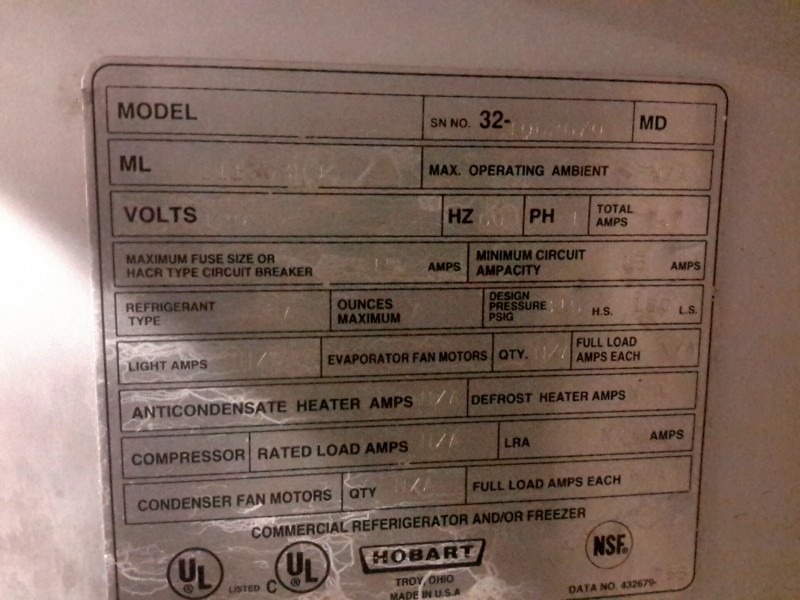 MODEL
SN NO. 32-
MD
ML
MAX. OPERATING AMBIENT
VOLTS
HZ
PH
TOTAL
AMPS
MAXIMUM FUSE SIZE OR
HACR TYPE CIRCUIT BREAKER
AMPS
MINIMUM CIRCUIT
AMPACITY
AMPS
REFRIGERANT
TYPE
OUNCES
MAXIMUM
DESIGN
PRESSURE
PSIG
H.S.
L.S.
LIGHT AMPS
EVAPORATOR FAN MOTORS
QTY. N/A
FULL LOAD
AMPS EACH
ANTICONDENSATE HEATER AMPS N/A
DEFROST HEATER AMPS
COMPRESSOR
RATED LOAD AMPS N/A
LRA
AMPS
CONDENSER FAN MOTORS
QTY N/A
FULL LOAD AMPS EACH
COMMERCIAL REFERIGERATOR AND/OR FREEZER
UL
LISTED
C UL
HOBART
TROY, OHIO
MADE IN U.S.A
NSF
DATA NO. 432679-